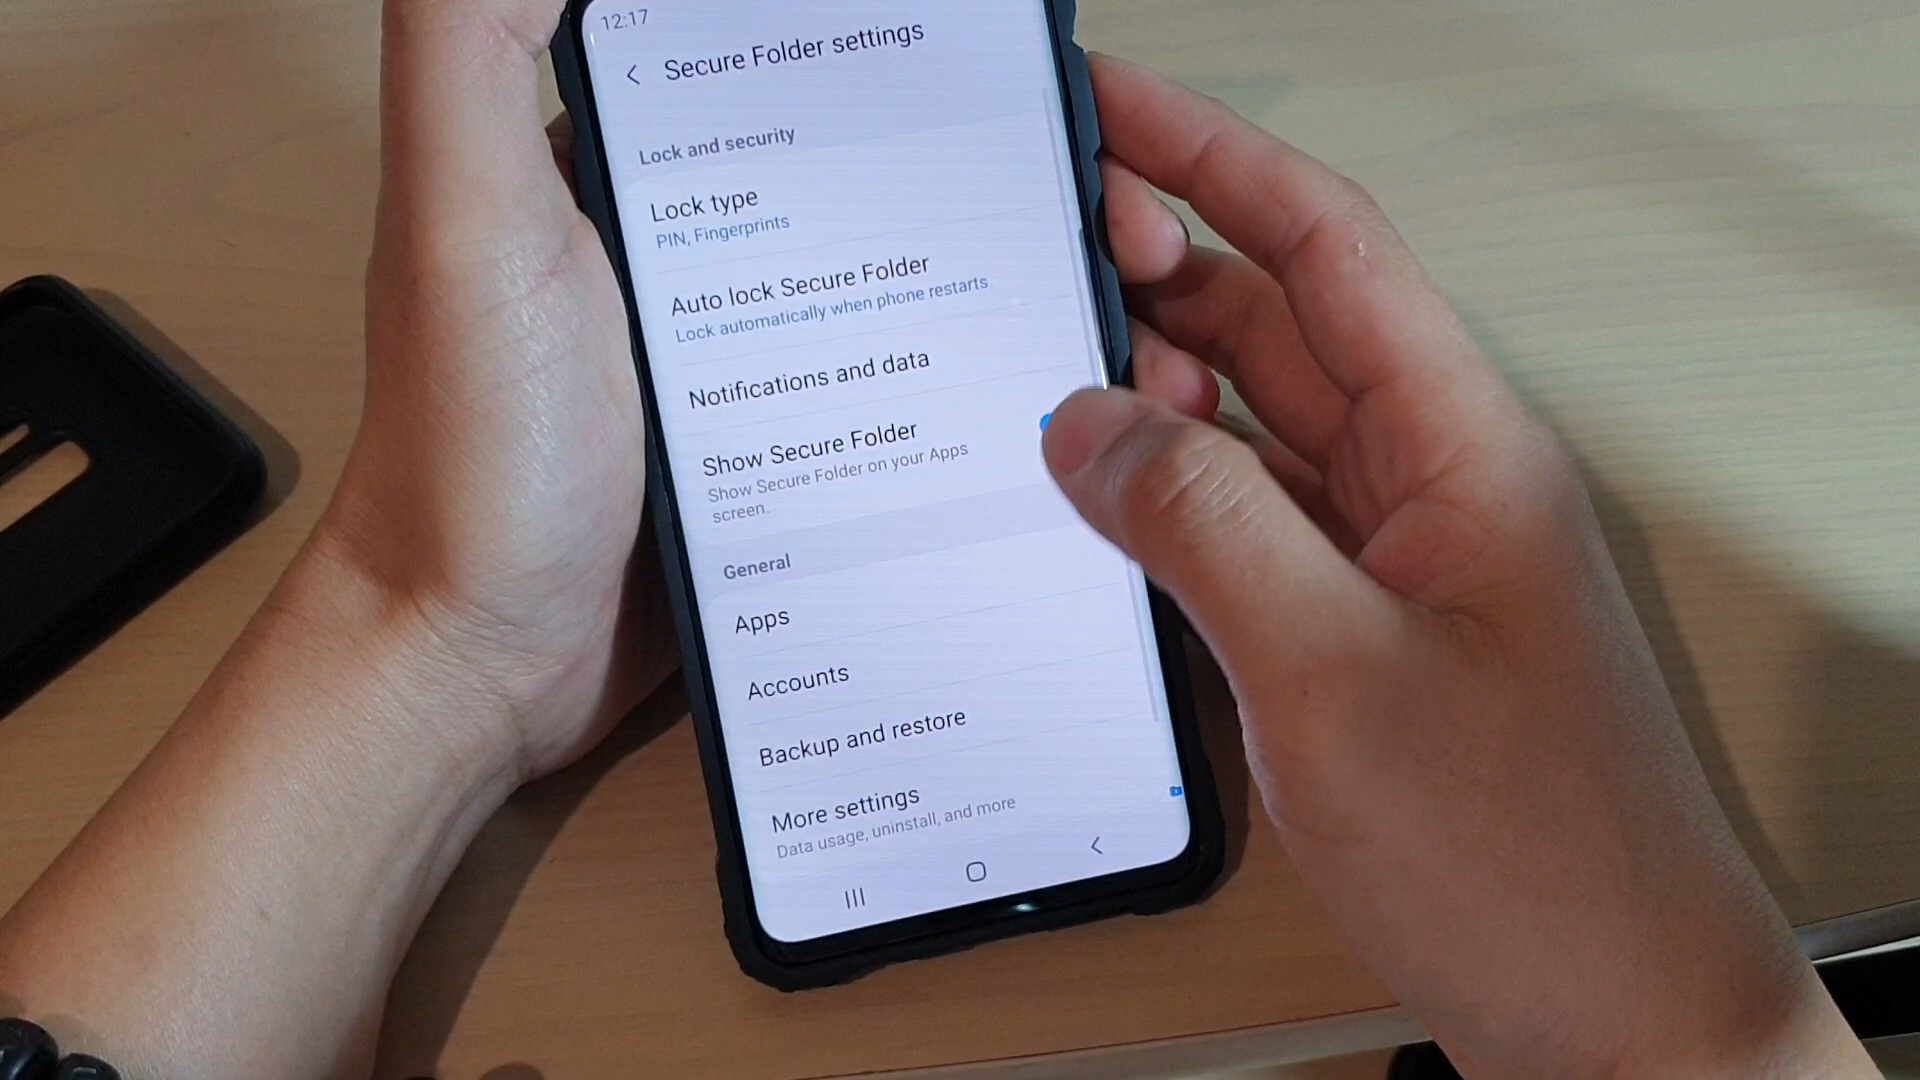 12:17
Secure Folder settings
Lock and security
Lock type
PIN, Fingerprints
Auto lock Secure Folder
Lock automatically when phone restarts
Notifications and data
Show Secure Folder
Show Secure Folder on your Apps
screen.
General
Apps
Accounts
Backup and restore
More settings
Data usage, uninstall, and more